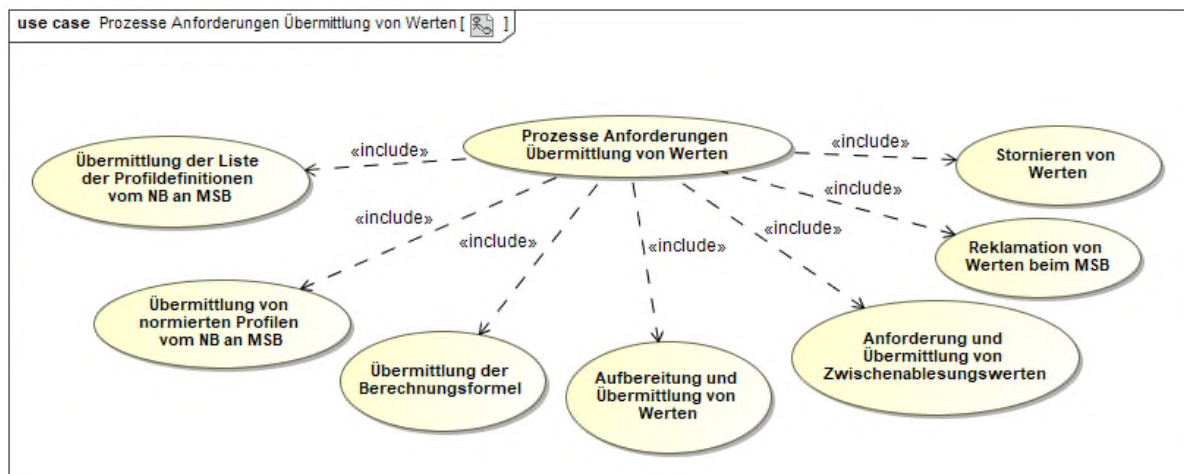 use case Prozesse Anforderungen Übermittlung von Werten [ ]
Prozesse Anforderungen
Übermittlung von Werten
«include»
«include»
«include»
«include»
«include»
«include»
«include»
Übermittlung der Liste
der Profildefinitionen
vom NB an MSB
Übermittlung von
normierten Profilen
vom NB an MSB
Übermittlung der
Berechnungsformel
Aufbereitung und
Übermittlung von
Werten
Anforderung und
Übermittlung von
Zwischenablesungswerten
Reklamation von
Werten beim MSB
Stornieren von
Werten